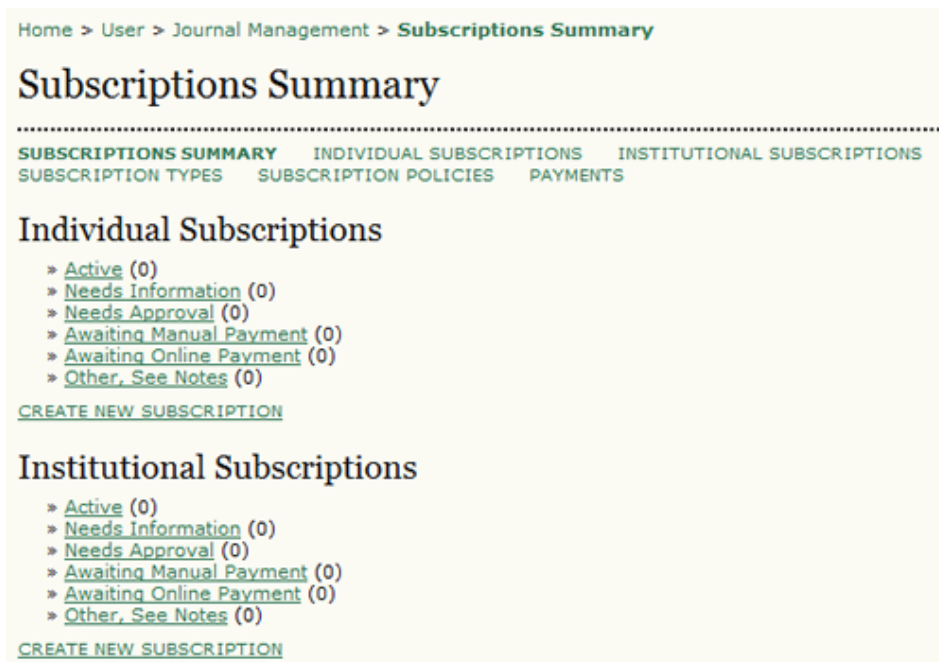 Home > User > Journal Management > Subscriptions Summary
Subscriptions Summary
SUBSCRIPTIONS SUMMARY INDIVIDUAL SUBSCRIPTIONS INSTITUTIONAL SUBSCRIPTIONS
SUBSCRIPTION TYPES SUBSCRIPTION POLICIES PAYMENTS
Individual Subscriptions
» Active (0)
» Needs Information (0)
» Needs Approval (0)
» Awaiting Manual Payment (0)
» Awaiting Online Payment (0)
» Other, See Notes (0)
CREATE NEW SUBSCRIPTION
Institutional Subscriptions
» Active (0)
» Needs Information (0)
» Needs Approval (0)
» Awaiting Manual Payment (0)
» Awaiting Online Payment (0)
» Other, See Notes (0)
CREATE NEW SUBSCRIPTION